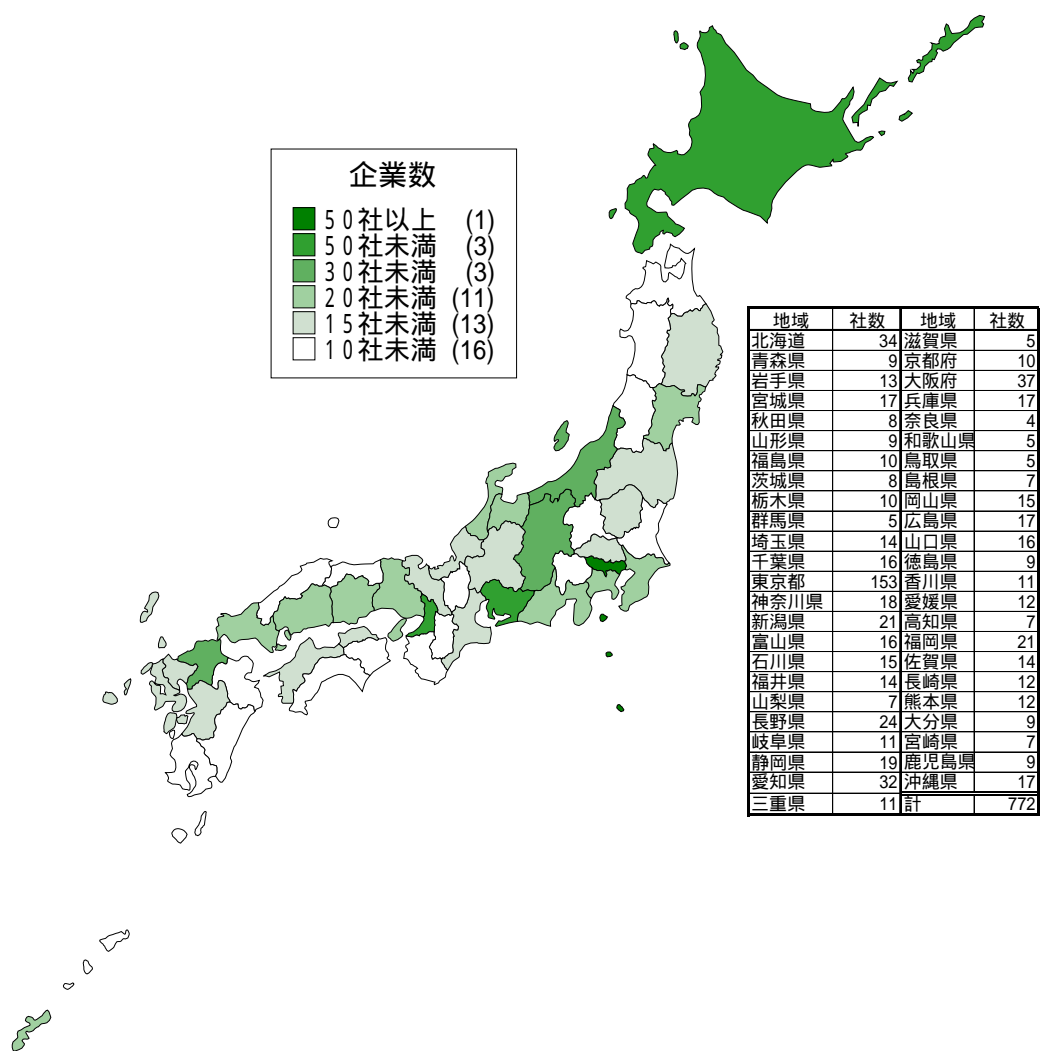 企業数
50社以上 (1)
50社未満 (3)
30社未満 (3)
20社未満 (11)
15社未満 (13)
10社未満 (16)
地域 社数 地域 社数
北海道 34 滋賀県 5
青森県 9 京都府 10
岩手県 13 大阪府 37
宮城県 17 兵庫県 17
秋田県 8 奈良県 4
山形県 9 和歌山県 5
福島県 10 鳥取県 5
茨城県 8 島根県 7
栃木県 10 岡山県 15
群馬県 5 広島県 17
埼玉県 14 山口県 16
千葉県 16 徳島県 9
東京都 153 香川県 11
神奈川県 18 愛媛県 12
新潟県 21 高知県 7
富山県 16 福岡県 21
石川県 15 佐賀県 14
福井県 14 長崎県 12
山梨県 7 熊本県 12
長野県 24 大分県 9
岐阜県 11 宮崎県 7
静岡県 19 鹿児島県 9
愛知県 32 沖縄県 17
三重県 11 計 772